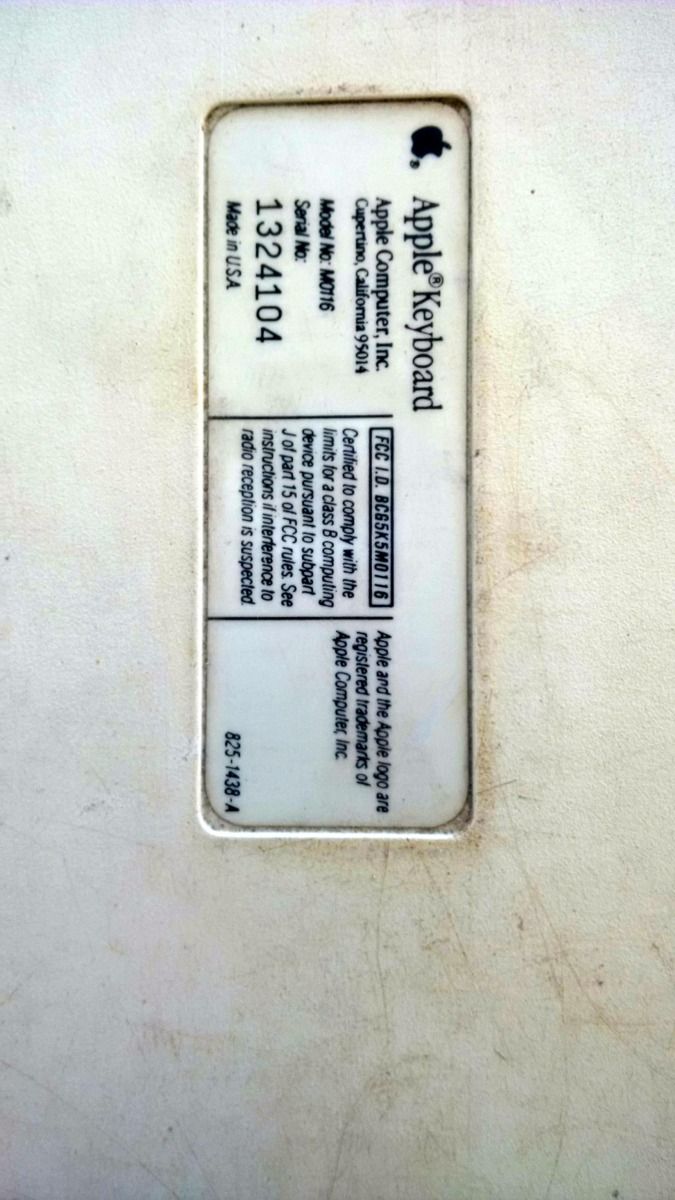 Apple® Keyboard
Apple Computer, Inc.
Cupertino, California 95014
Model No: M0116
Serial No:
1324104
Made in U.S.A.
FCC I.D. BCG5K5M0116
Certified to comply with the
limits for a class B computing
device pursuant to subpart
J of part 15 of FCC rules. See
instructions if interference to
radio reception is suspected.
Apple and the Apple logo are
registered trademarks of
Apple Computer, Inc.
825-1438-A